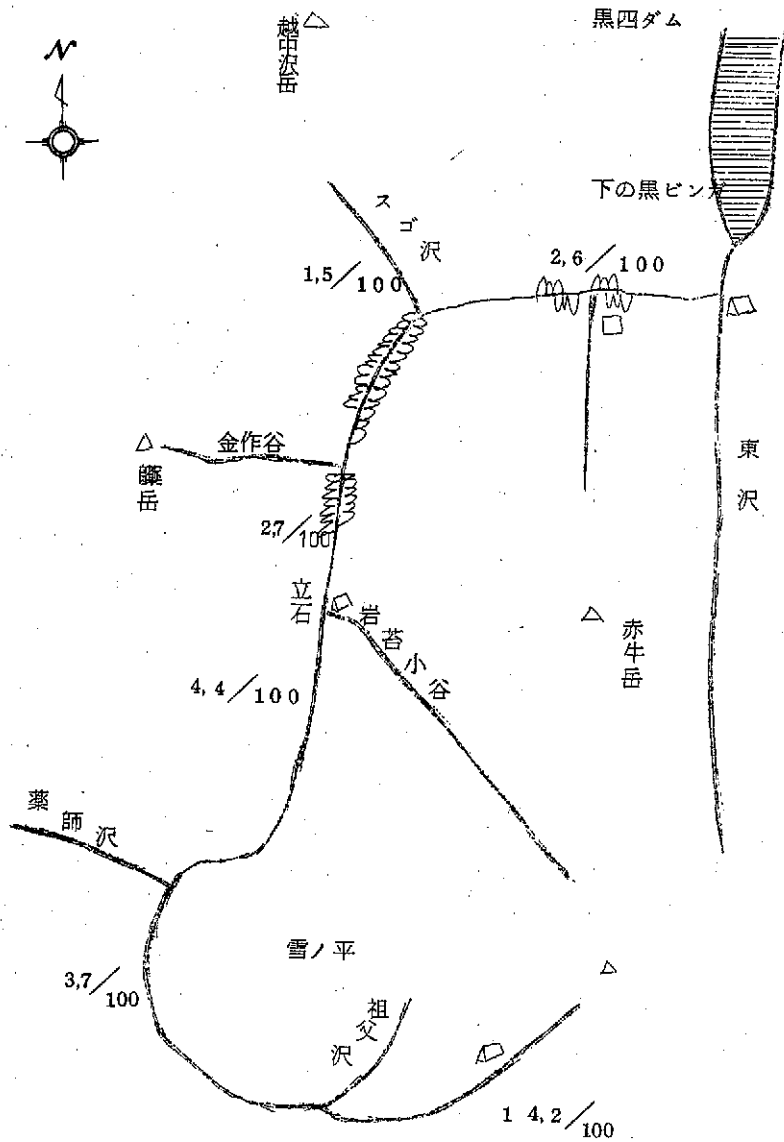 黒四ダム
越中沢岳
N
下の黒ビンガ
スゴ沢
2,6/100
1,5/100
金作谷
東沢
岳
2,7/100
立石
岩苔小谷
赤牛岳
4,4/100
薬師沢
雪ノ平
3,7/100
祖父沢
1 4,2/100